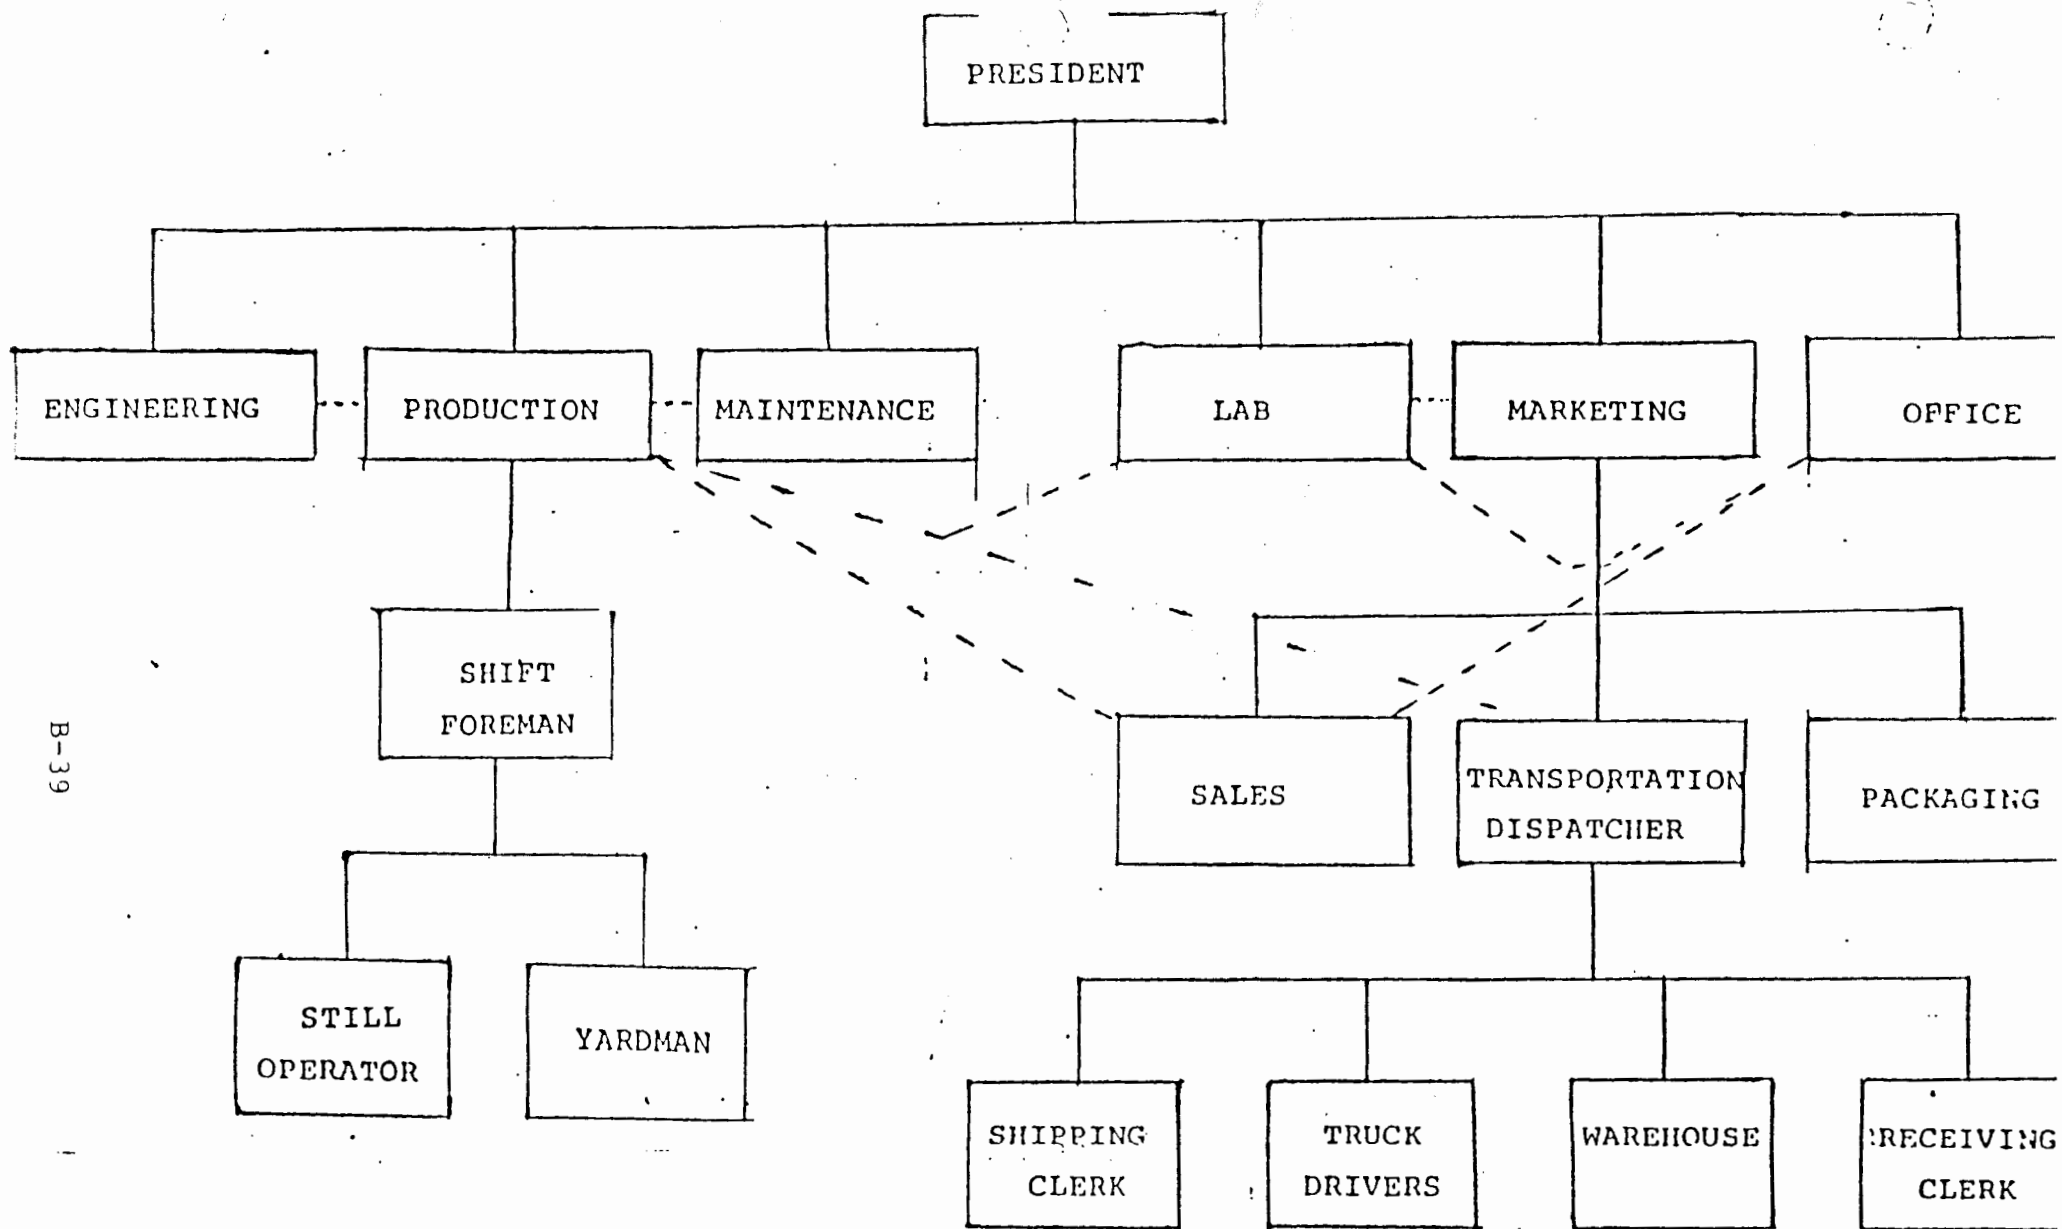 PRESIDENT
ENGINEERING
PRODUCTION
MAINTENANCE
LAB
MARKETING
OFFICE
SHIFT
FOREMAN
SALES
TRANSPORTATION
DISPATCHER
PACKAGING
STILL
OPERATOR
YARDMAN
SHIPPING
CLERK
TRUCK
DRIVERS
WAREHOUSE
RECEIVING
CLERK
B-39